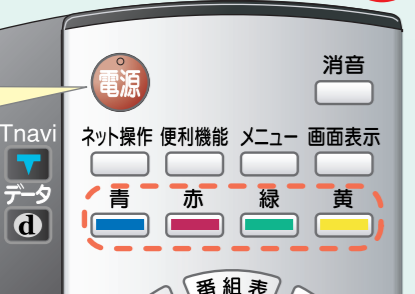 電源
消音
Tnavi
ネット操作 便利機能 メニュー 画面表示
データ
d
青 赤 緑 黄
番組表